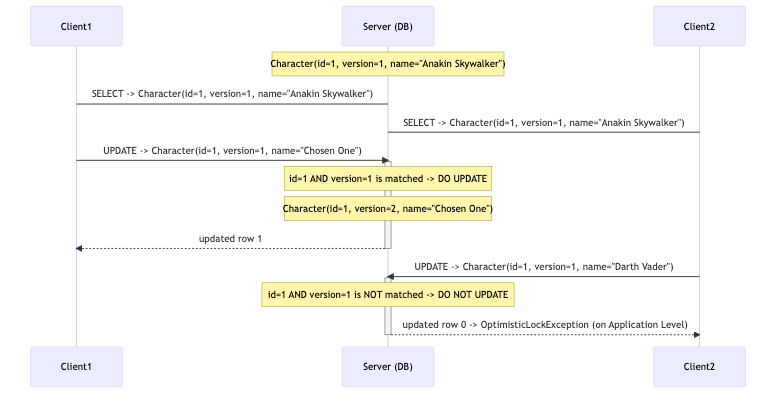 Client1
Server (DB)
Client2
Character(id=1, version=1, name="Anakin Skywalker")
SELECT -> Character(id=1, version=1, name="Anakin Skywalker")
SELECT -> Character(id=1, version=1, name="Anakin Skywalker")
UPDATE -> Character(id=1, version=1, name="Chosen One")
id=1 AND version=1 is matched -> DO UPDATE
Character(id=1, version=2, name="Chosen One")
updated row 1
UPDATE -> Character(id=1, version=1, name="Darth Vader")
id=1 AND version=1 is NOT matched -> DO NOT UPDATE
updated row 0 -> OptimisticLockException (on Application Level)
Client1
Server (DB)
Client2